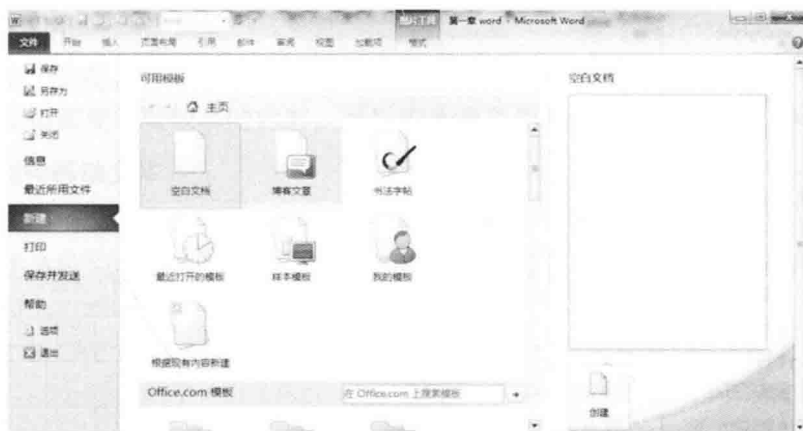 图片工具 第一章 word - Microsoft Word
文件 开始 插入 页面布局 引用 邮件 审阅 视图 加载项 格式
保存
另存为
打开
关闭
信息
最近所用文件
新建
打印
保存并发送
帮助
选项
退出
可用模板
主页
空白文档 博客文章 书法字帖
最近打开的模板 样本模板 我的模板
根据现有内容新建
Office.com 模板 在 Office.com 上搜索模板
空白文档
创建